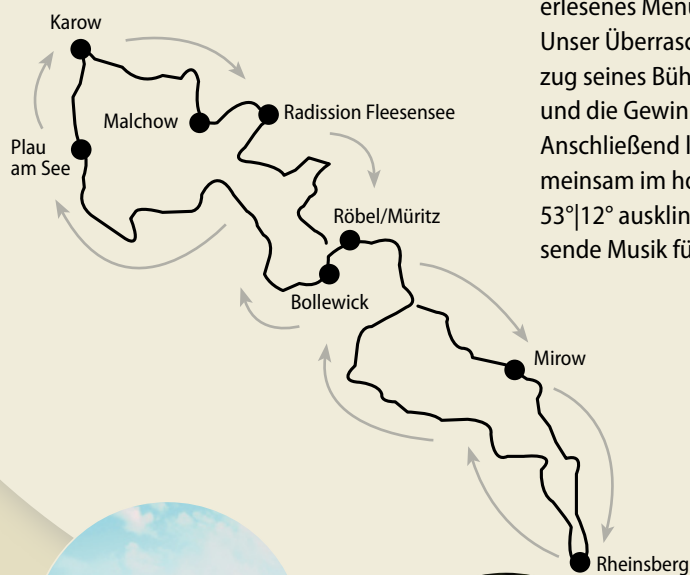 Karow
Malchow
Radission Fleesensee
Plau
am See
Röbel/Müritz
Bollewick
Mirow
Rheinsberg
erlesenes Menü
Unser Überrasc
zug seines Büh
und die Gewin
Anschließend l
meinsam im ho
53°|12° ausklin
sende Musik fü